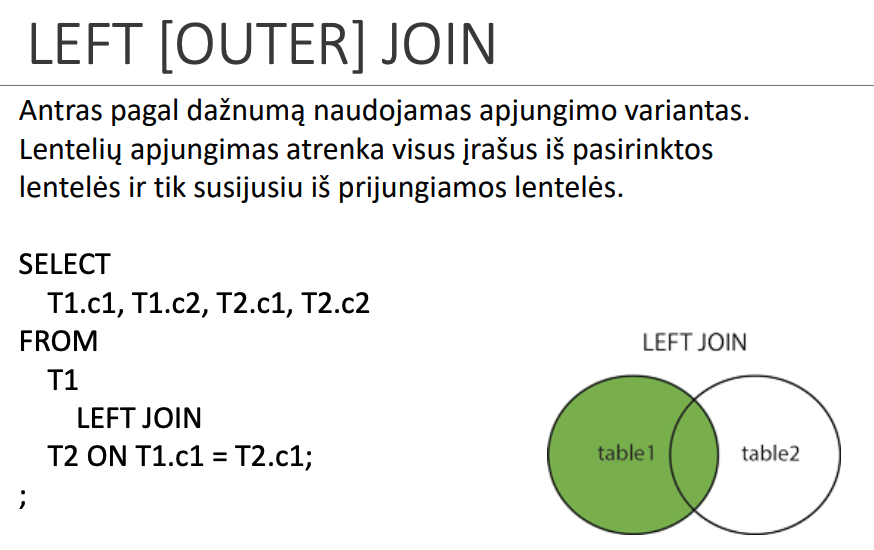 LEFT [OUTER] JOIN
Antras pagal dažnumą naudojamas apjungimo variantas.
Lentelių apjungimas atrenka visus įrašus iš pasirinktos
lentelės ir tik susijusiu iš prijungiamos lentelės.
SELECT
T1.c1, T1.c2, T2.c1, T2.c2
FROM
T1
LEFT JOIN
T2 ON T1.c1 = T2.c1;
;
LEFT JOIN
table1
table2